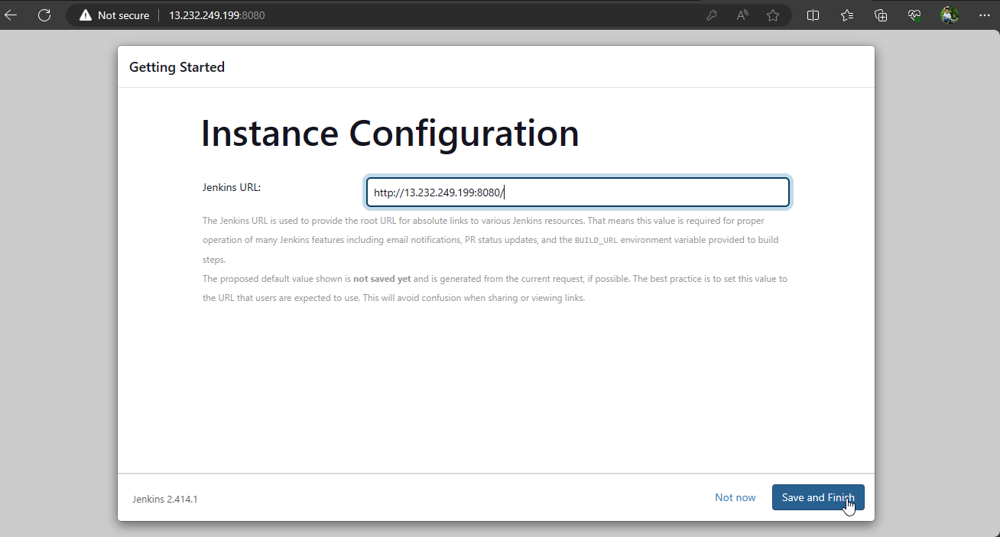 Not secure
13.232.249.199:8080
Getting Started
Instance Configuration
Jenkins URL:
http://13.232.249.199:8080/
The Jenkins URL is used to provide the root URL for absolute links to various Jenkins resources. That means this value is required for proper
operation of many Jenkins features including email notifications, PR status updates, and the BUILD_URL environment variable provided to build
steps.
The proposed default value shown is not saved yet and is generated from the current request, if possible. The best practice is to set this value to
the URL that users are expected to use. This will avoid confusion when sharing or viewing links.
Jenkins 2.414.1
Not now
Save and Finish